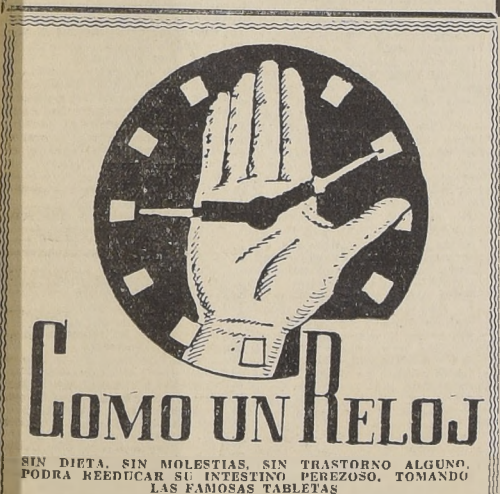 COMO UN RELOJ
SIN DIETA, SIN MOLESTIAS, SIN TRASTORNO ALGUNO,
PODRA REEDUCAR SU INTESTINO PEREZOSO, TOMANDO
LAS FAMOSAS TABLETAS